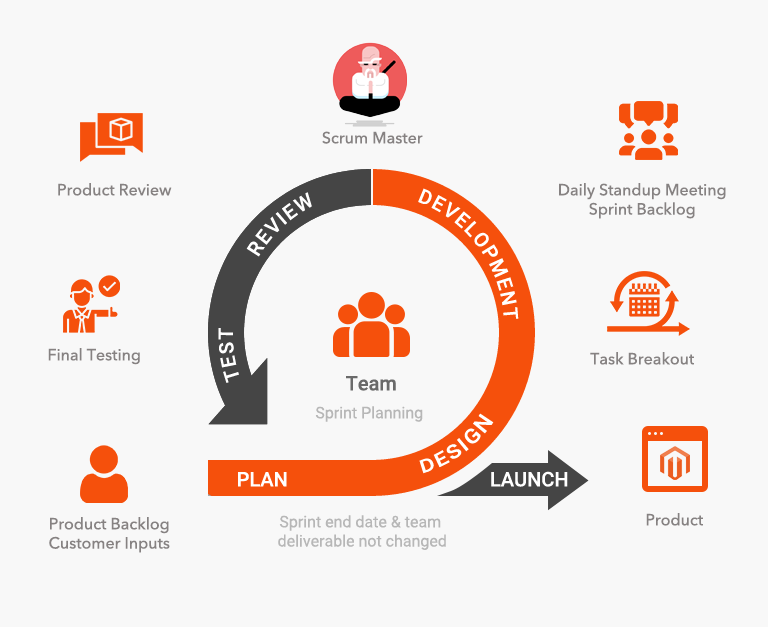 Scrum Master
Product Review
Daily Standup Meeting
Sprint Backlog
REVIEW
DEVELOPMENT
TEST
Final Testing
Task Breakout
Team
Sprint Planning
DESIGN
PLAN
LAUNCH
Product Backlog
Customer Inputs
Sprint end date & team
deliverable not changed
Product